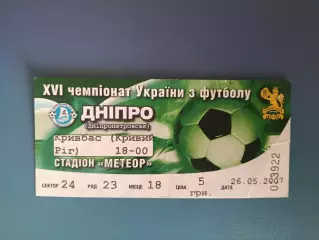 XVI чемпіонат України з футболу
ДНІПРО
(Дніпропетровськ)
Кривбас (Кривий
Ріг) 18-00
СТАДІОН «МЕТЕОР»
СЕКТОР 24 РЯД 23 МІСЦЕ 18 ЦІНА 5 грн. ДАТА 26.05.2007